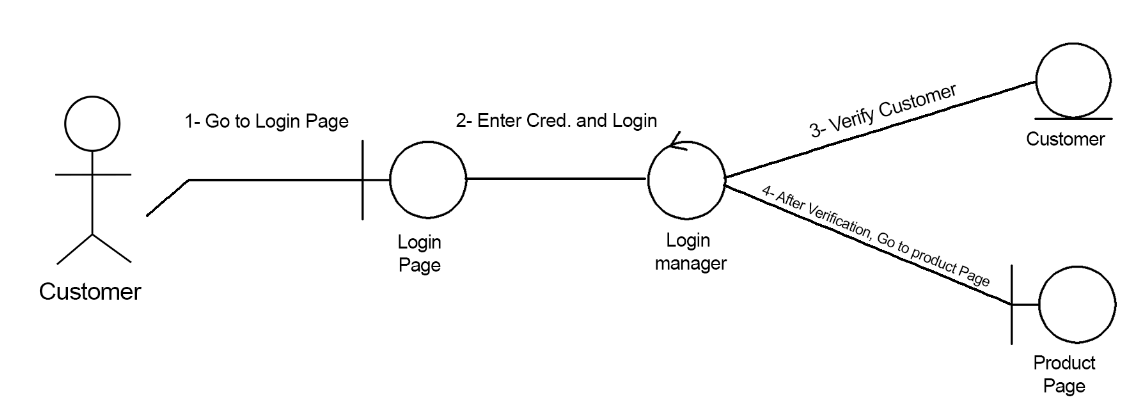 1- Go to Login Page
2- Enter Cred. and Login
3- Verify Customer
4- After Verification, Go to product Page
Customer
Login
Page
Login
manager
Customer
Product
Page